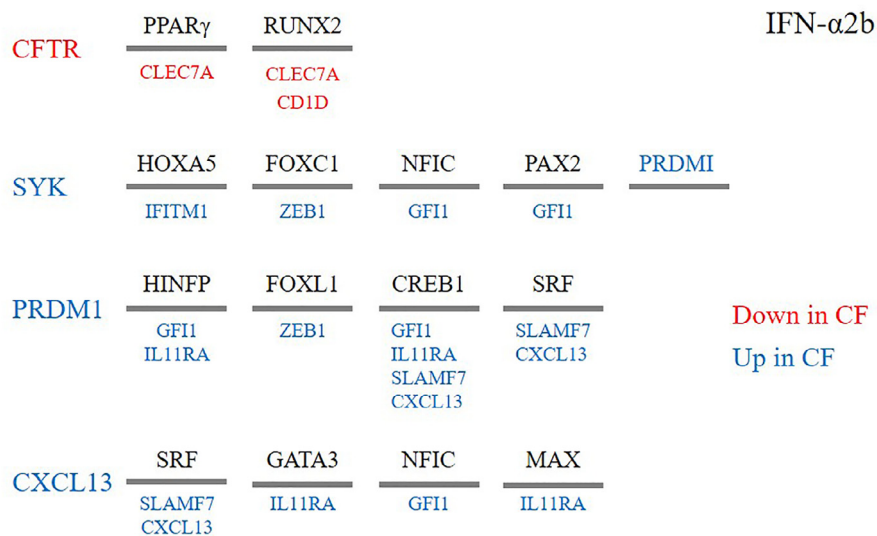 IFN-α2b
PPARγ RUNX2
CFTR
CLEC7A CLEC7A
CD1D
HOXA5 FOXC1 NFIC PAX2 PRDMI
SYK
IFITM1 ZEB1 GFI1 GFI1
HINFP FOXL1 CREB1 SRF
PRDM1
GFI1 ZEB1 GFI1 SLAMF7
IL11RA IL11RA CXCL13
SLAMF7
CXCL13
Down in CF
Up in CF
SRF GATA3 NFIC MAX
CXCL13
SLAMF7 IL11RA GFI1 IL11RA
CXCL13